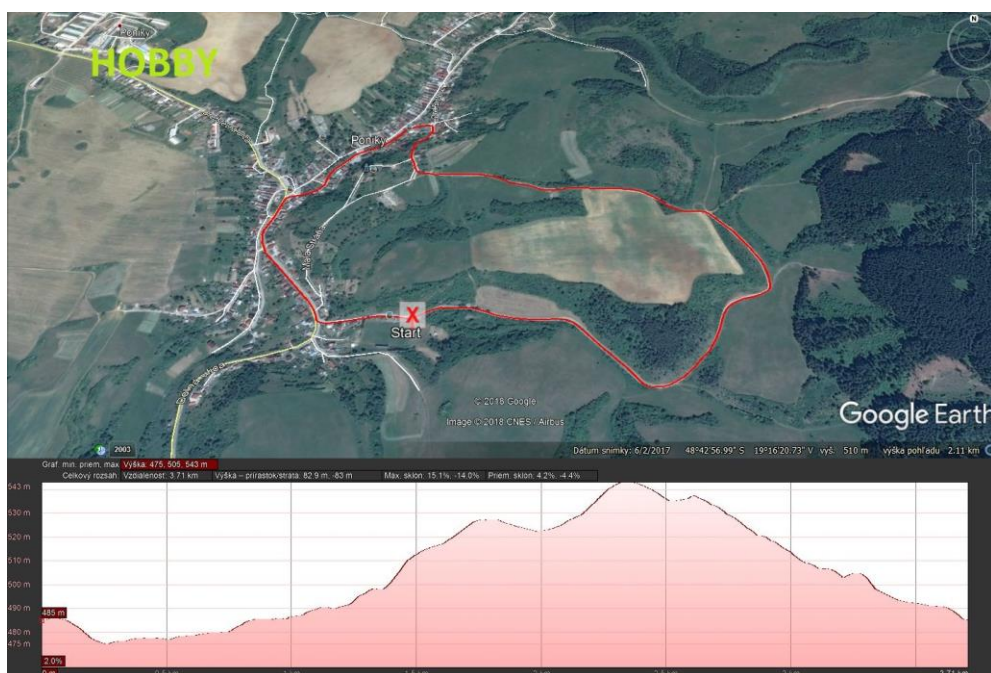 Poniky
HOBBY
N
Poniky
X
Start
© 2018 Google
Image © 2018 CNES / Airbus
Google Earth
2003
Dátum snímky: 6/2/2017 48°42'56.99" S 19°16'20.73" V výš. 510 m výška pohľadu 2.11 km
Graf: min, priem, max Výška: 475, 505, 543 m
Celkový rozsah: Vzdialenosť: 3.71 km Výška – prírastok/strata: 82.9 m, -83 m Max. sklon: 15.1%, -14.0% Priem. sklon: 4.2%, -4.4%
543 m
530 m
520 m
510 m
500 m
490 m
485 m
480 m
475 m
2.0%
3.71 km